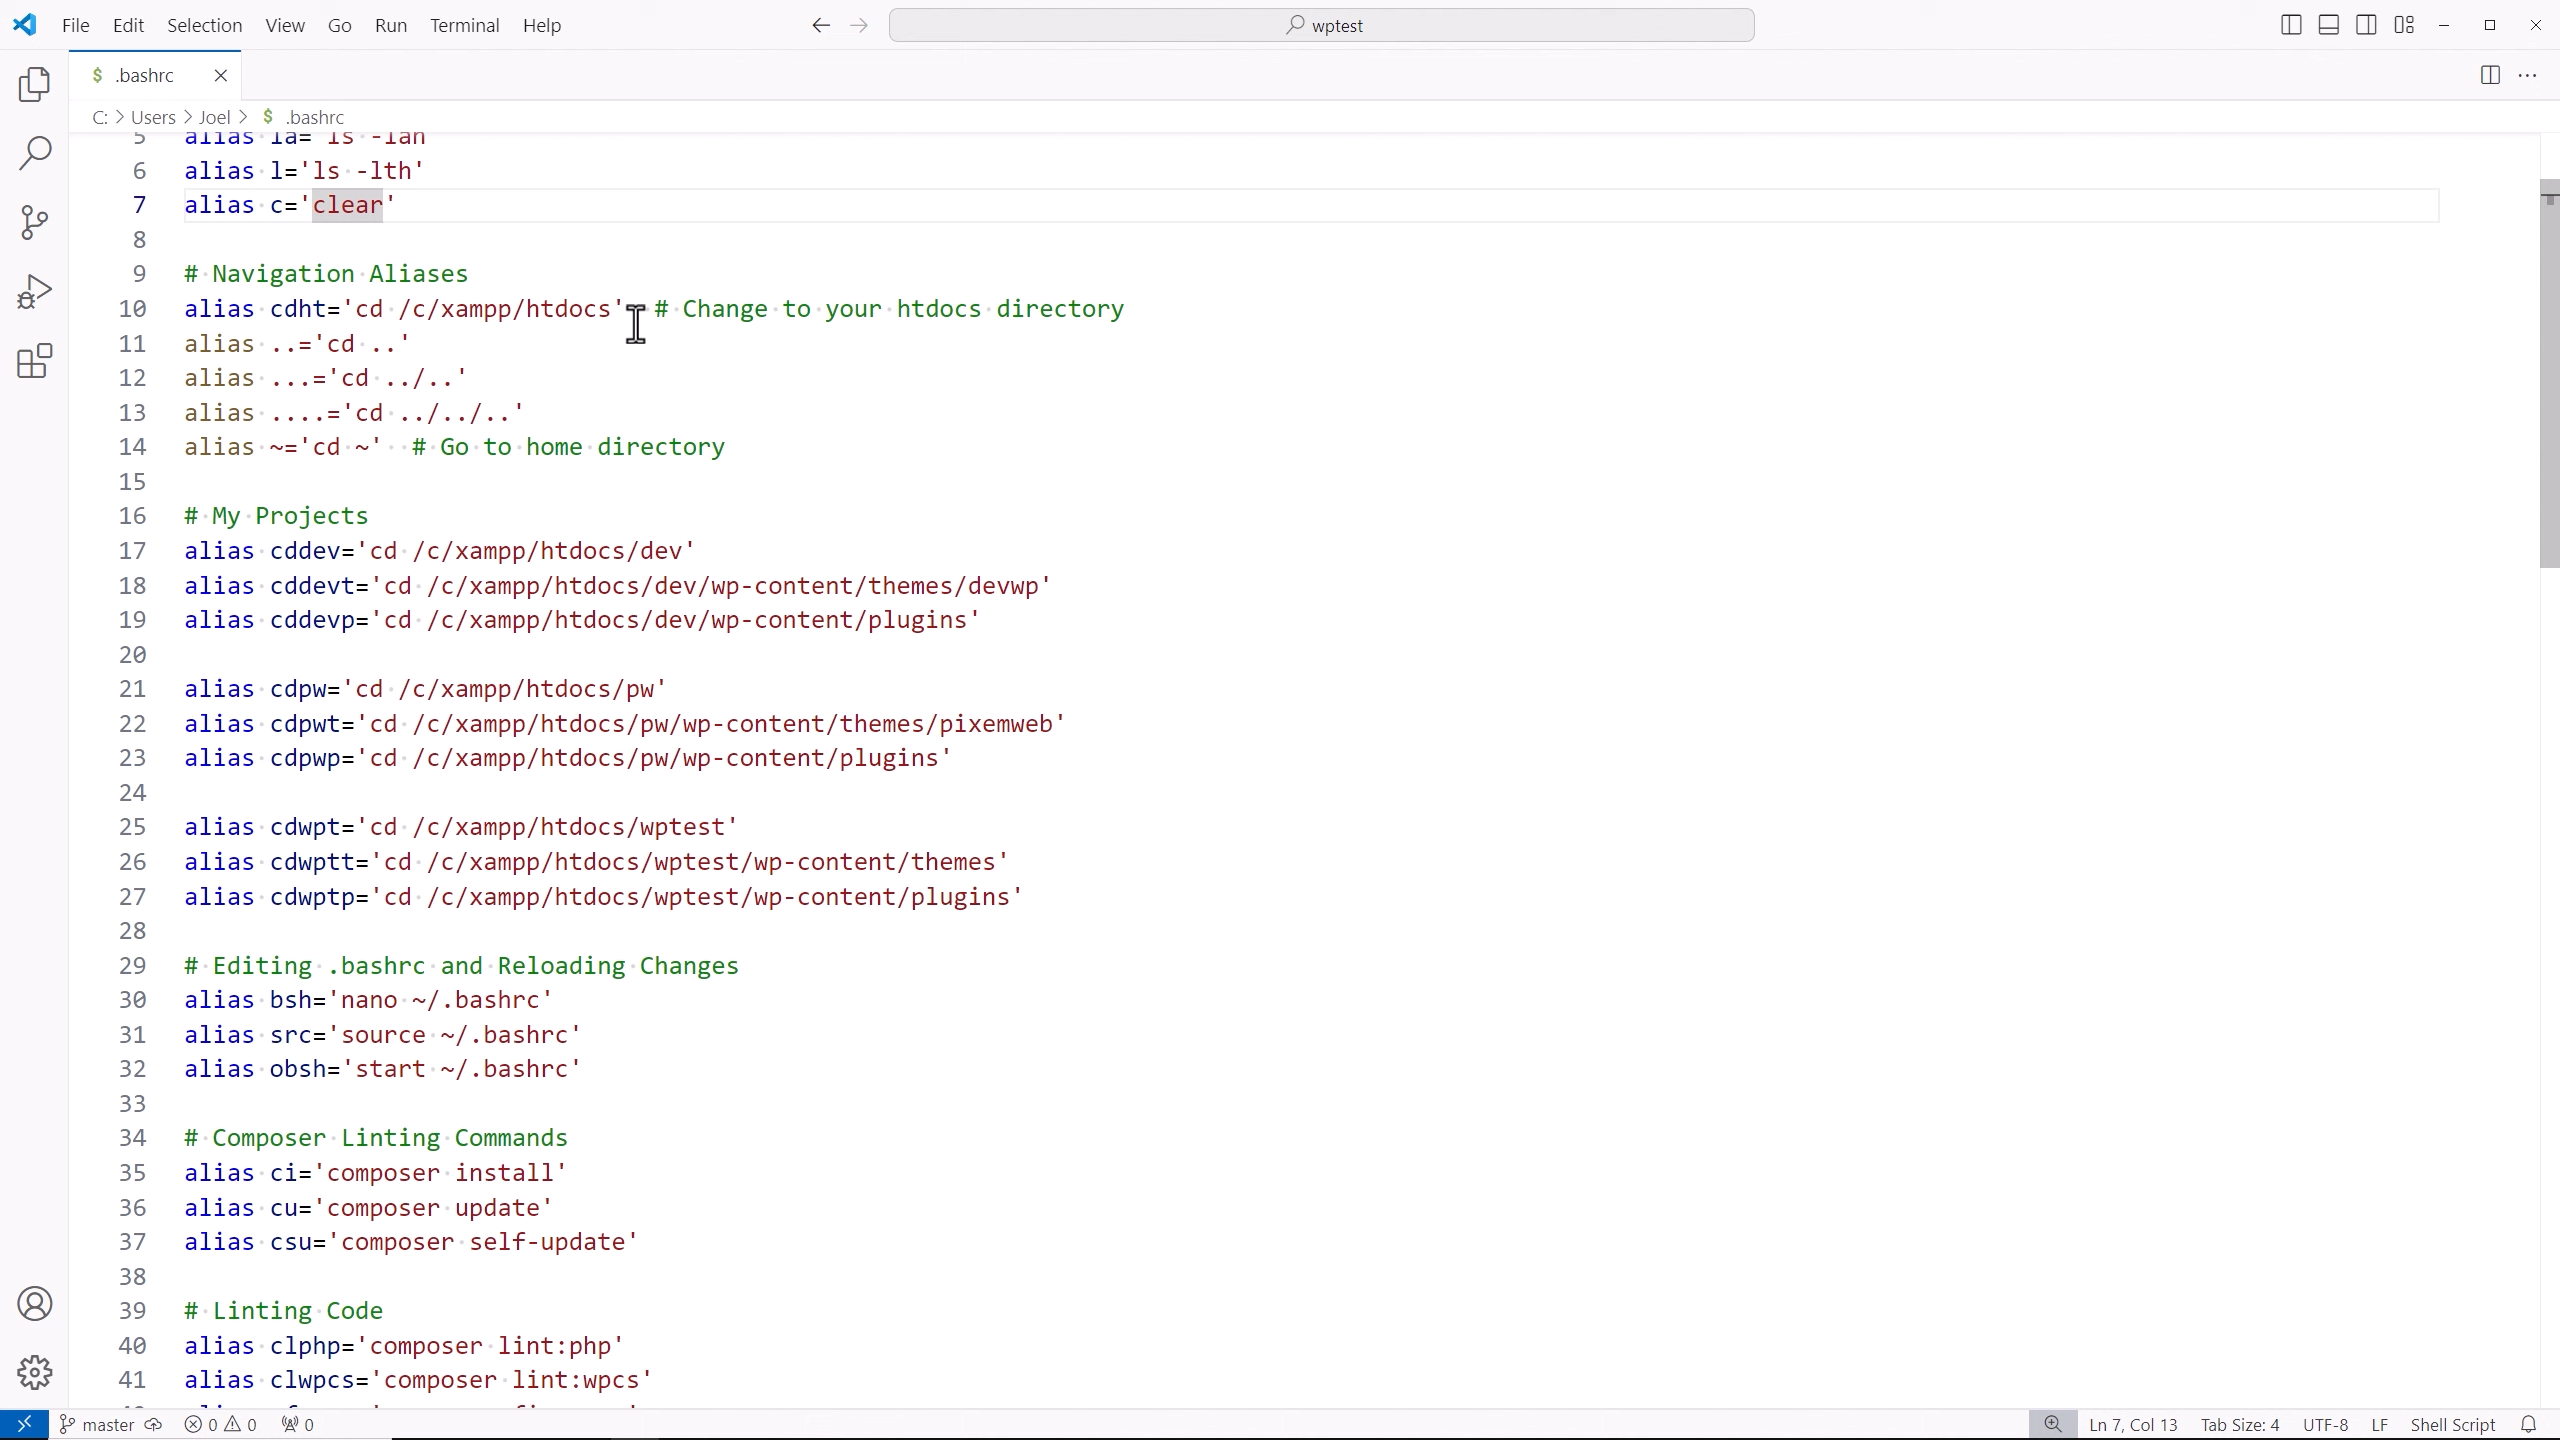 File Edit Selection View Go Run Terminal Help
wptest
$ .bashrc
C: > Users > Joel > $ .bashrc
5 alias la='ls -lah'
6 alias l='ls -lth'
7 alias c='clear'
8
9 # Navigation Aliases
10 alias cdht='cd /c/xampp/htdocs' # Change to your htdocs directory
11 alias ..='cd ..'
12 alias ...='cd ../..'
13 alias ....='cd ../../..'
14 alias ~='cd ~' # Go to home directory
15
16 # My Projects
17 alias cddev='cd /c/xampp/htdocs/dev'
18 alias cddevt='cd /c/xampp/htdocs/dev/wp-content/themes/devwp'
19 alias cddevp='cd /c/xampp/htdocs/dev/wp-content/plugins'
20
21 alias cdpw='cd /c/xampp/htdocs/pw'
22 alias cdpwt='cd /c/xampp/htdocs/pw/wp-content/themes/pixemweb'
23 alias cdpwp='cd /c/xampp/htdocs/pw/wp-content/plugins'
24
25 alias cdwpt='cd /c/xampp/htdocs/wptest'
26 alias cdwptt='cd /c/xampp/htdocs/wptest/wp-content/themes'
27 alias cdwptp='cd /c/xampp/htdocs/wptest/wp-content/plugins'
28
29 # Editing .bashrc and Reloading Changes
30 alias bsh='nano ~/.bashrc'
31 alias src='source ~/.bashrc'
32 alias obsh='start ~/.bashrc'
33
34 # Composer Linting Commands
35 alias ci='composer install'
36 alias cu='composer update'
37 alias csu='composer self-update'
38
39 # Linting Code
40 alias clphp='composer lint:php'
41 alias clwpcs='composer lint:wpcs'
master 0 0 0 Ln 7, Col 13 Tab Size: 4 UTF-8 LF Shell Script